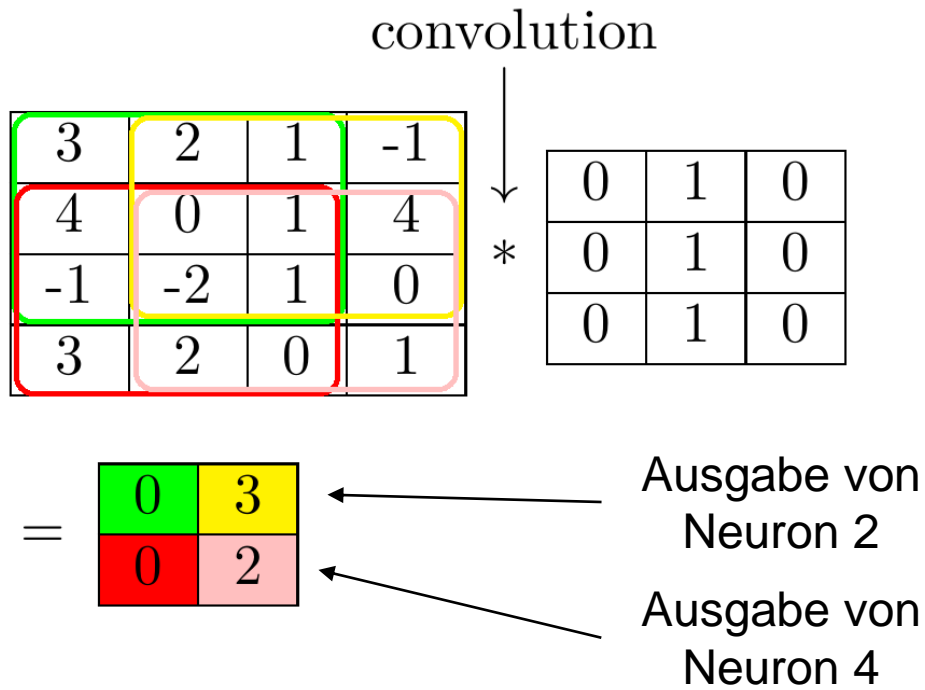 convolution
3 2 1 -1
4 0 1 4
-1 -2 1 0
3 2 0 1
*
0 1 0
0 1 0
0 1 0
=
0 3
0 2
Ausgabe von
Neuron 2
Ausgabe von
Neuron 4